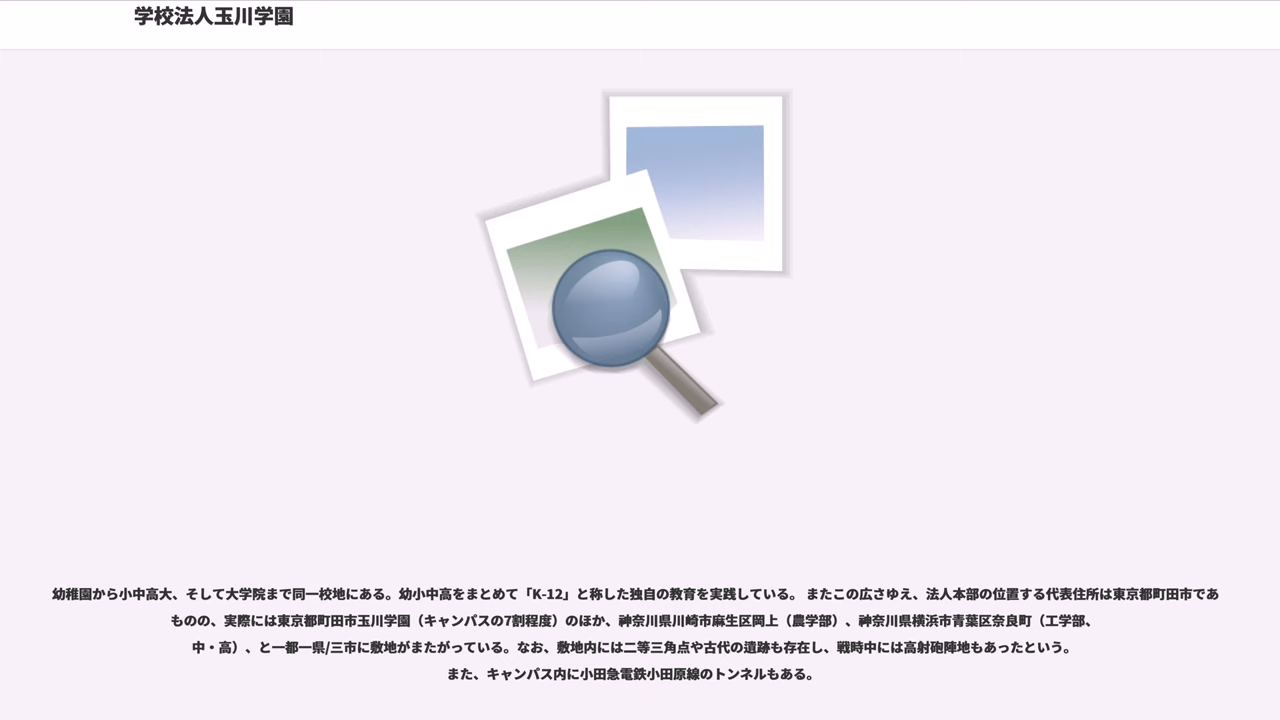 学校法人玉川学園
幼稚園から小中高大、そして大学院まで同一校地にある。幼小中高をまとめて「K-12」と称した独自の教育を実践している。 またこの広さゆえ、法人本部の位置する代表住所は東京都町田市であ
ものの、実際には東京都町田市玉川学園（キャンパスの7割程度）のほか、神奈川県川崎市麻生区岡上（農学部）、神奈川県横浜市青葉区奈良町（工学部、
中・高）、と一都一県/三市に敷地がまたがっている。なお、敷地内には二等三角点や古代の遺跡も存在し、戦時中には高射砲陣地もあったという。
また、キャンパス内に小田急電鉄小田原線のトンネルもある。